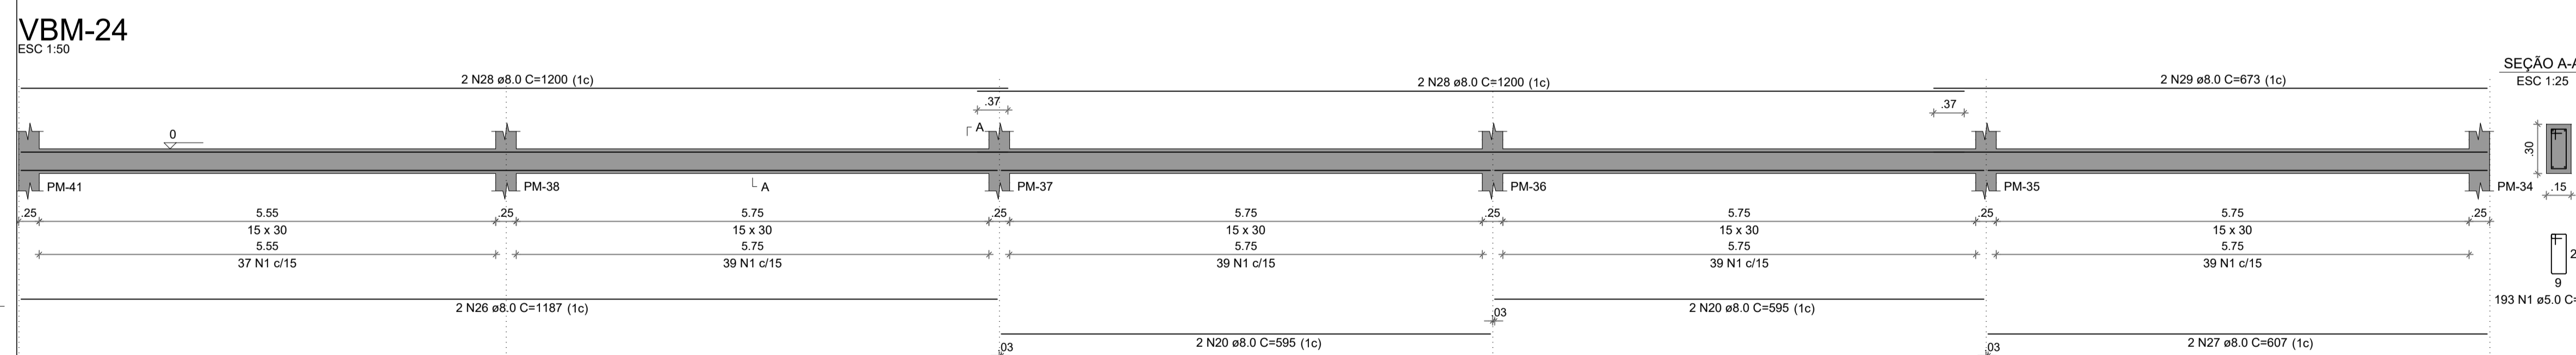 VBM-24
ESC 1:50
SEÇÃO A-A
ESC 1:25
2 N28 ø8.0 C=1200 (1c)
2 N28 ø8.0 C=1200 (1c)
2 N29 ø8.0 C=673 (1c)
.37
.37
A
0
.30
PM-41
PM-38
A
PM-37
PM-36
PM-35
PM-34
.15
.25
5.55
.25
5.75
.25
5.75
.25
5.75
.25
5.75
.25
15 x 30
15 x 30
15 x 30
15 x 30
15 x 30
5.55
5.75
5.75
5.75
5.75
37 N1 c/15
39 N1 c/15
39 N1 c/15
39 N1 c/15
39 N1 c/15
2
9
193 N1 ø5.0 C=
2 N26 ø8.0 C=1187 (1c)
2 N20 ø8.0 C=595 (1c)
.03
2 N20 ø8.0 C=595 (1c)
2 N27 ø8.0 C=607 (1c)
.03
.03